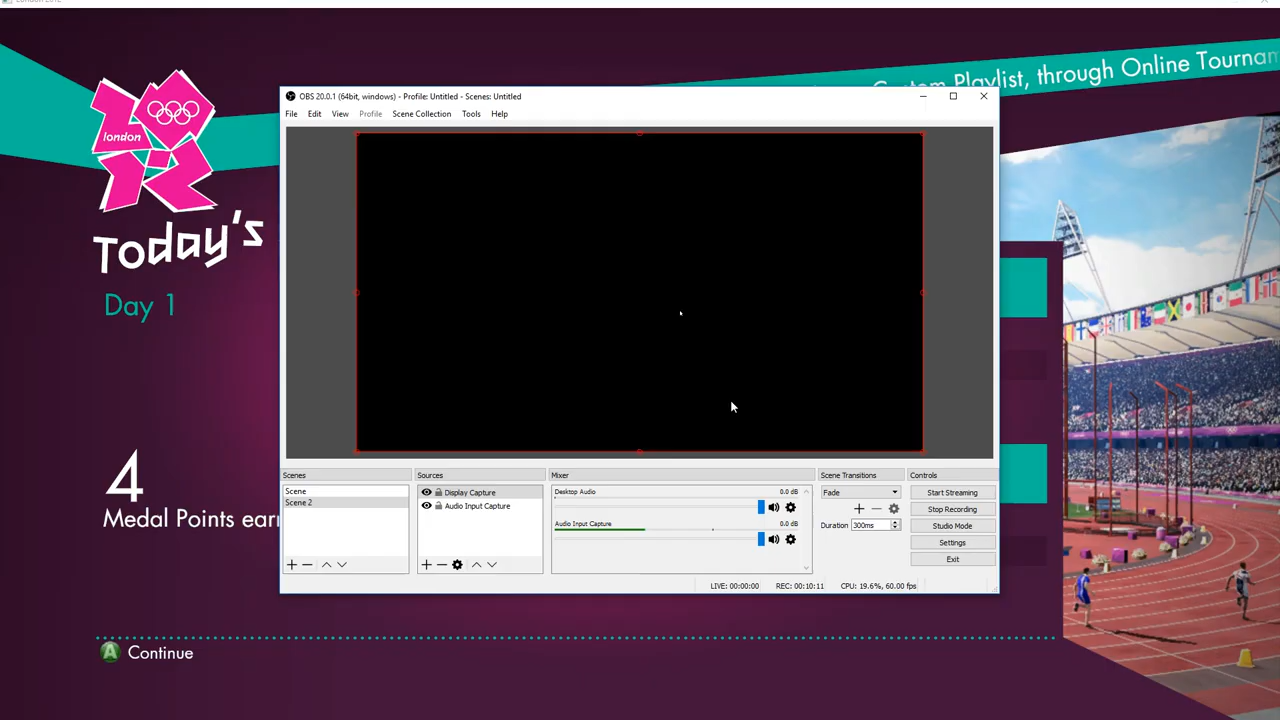 London 2012
Custom Playlist, through Online Tournam
london
Today's
Day 1
4
Medal Points earn
A Continue
OBS 20.0.1 (64bit, windows) - Profile: Untitled - Scenes: Untitled
File Edit View Profile Scene Collection Tools Help
Scenes
Scene
Scene 2
Sources
Display Capture
Audio Input Capture
Mixer
Desktop Audio 0.0 dB
Audio Input Capture 0.0 dB
Scene Transitions
Fade
Duration 300ms
Controls
Start Streaming
Stop Recording
Studio Mode
Settings
Exit
LIVE: 00:00:00 REC: 00:10:11 CPU: 19.6%, 60.00 fps